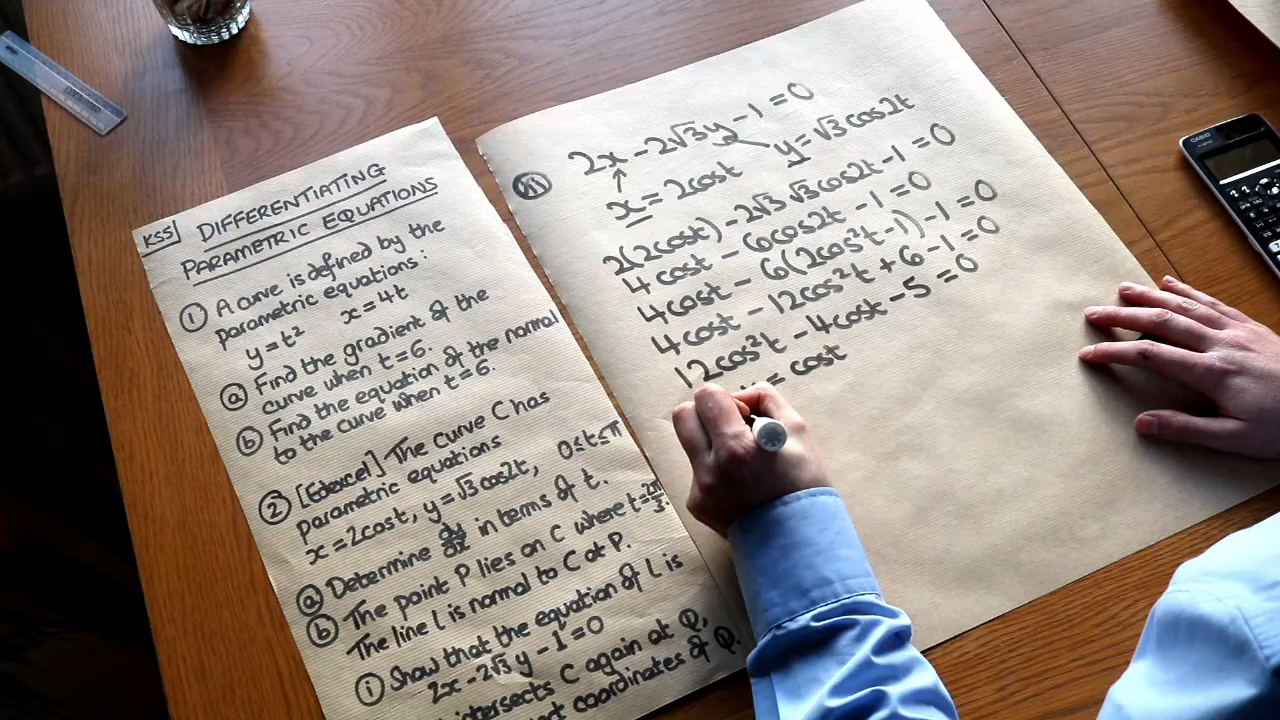 KS5
DIFFERENTIATING
PARAMETRIC EQUATIONS
① A curve is defined by the
parametric equations:
y=t² x=4t
ⓐ Find the gradient of the
curve when t=6.
ⓑ Find the equation of the normal
to the curve when t=6.
② [Edexcel] The curve C has
parametric equations
x=2cost, y=√3 cos2t, 0≤t≤π
ⓐ Determine dy/dx in terms of t.
ⓑ The point P lies on C where t=2π/3.
The line l is normal to C at P.
ⓘ Show that the equation of l is
2x-2√3 y-1=0
intersects C again at Q,
coordinates of Q.
2x-2√3y-1=0
x=2cost y=√3cos2t
2(2cost)-2√3√3cos2t-1=0
4cost-6cos2t-1=0
4cost-6(2cos²t-1)-1=0
4cost-12cos²t+6-1=0
12cos²t-4cost-5=0
= cost
CASIO